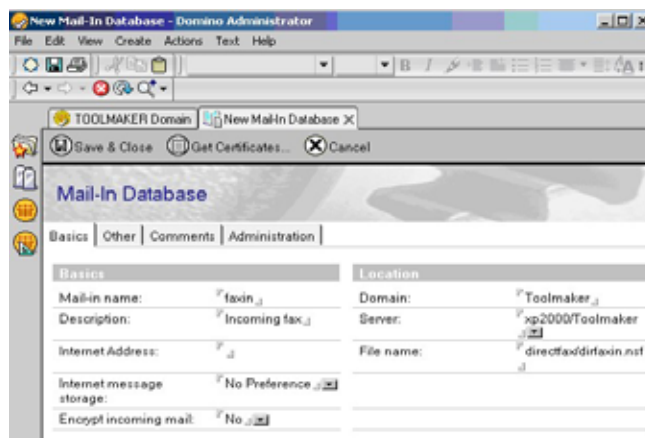 New Mail-In Database - Domino Administrator
File Edit View Create Actions Text Help
B I
TOOLMAKER Domain New Mail-In Database X
Save & Close Get Certificates... Cancel
Mail-In Database
Basics Other Comments Administration
Basics Location
Mail-in name: faxin Domain: Toolmaker
Description: Incoming fax Server: xp2000/Toolmaker
Internet Address: File name: directfax/dirfaxin.nsf
Internet message storage: No Preference
Encrypt incoming mail: No